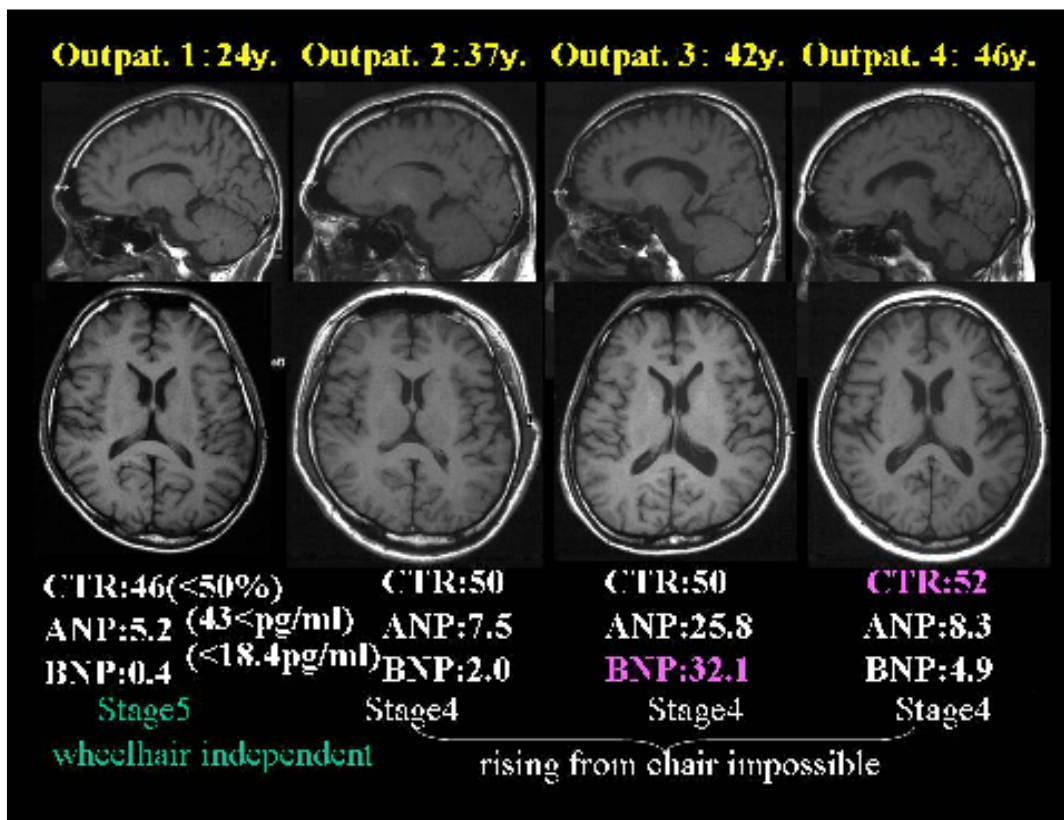 Outpat. 1: 24y. Outpat. 2: 37y. Outpat. 3: 42y. Outpat. 4: 46y.
CTR:46(<50%) CTR:50 CTR:50 CTR:52
ANP:5.2 (43<pg/ml) ANP:7.5 ANP:25.8 ANP:8.3
BNP:0.4 (<18.4pg/ml) BNP:2.0 BNP:32.1 BNP:4.9
Stage5 Stage4 Stage4 Stage4
wheelhair independent rising from chair impossible